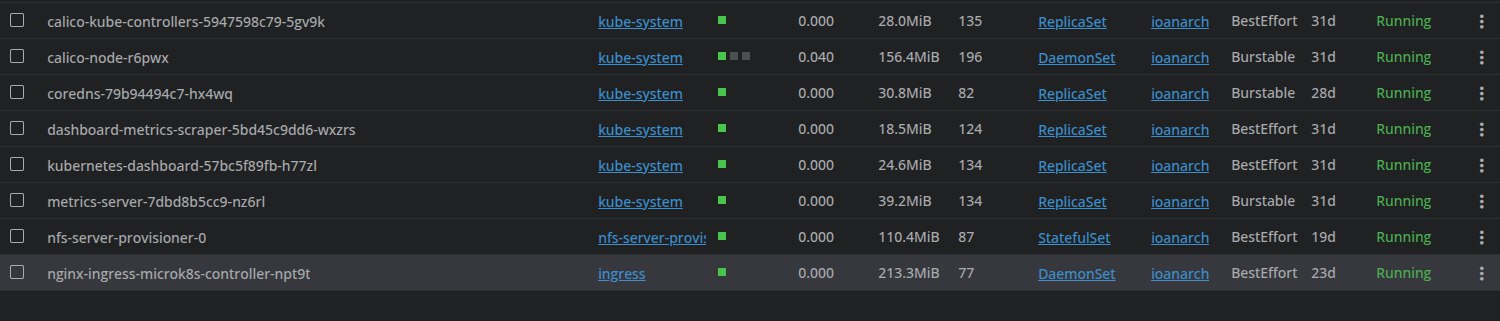 calico-kube-controllers-5947598c79-5gv9k kube-system 0.000 28.0MiB 135 ReplicaSet ioanarch BestEffort 31d Running
calico-node-r6pwx kube-system 0.040 156.4MiB 196 DaemonSet ioanarch Burstable 31d Running
coredns-79b94494c7-hx4wq kube-system 0.000 30.8MiB 82 ReplicaSet ioanarch Burstable 28d Running
dashboard-metrics-scraper-5bd45c9dd6-wxzrs kube-system 0.000 18.5MiB 124 ReplicaSet ioanarch BestEffort 31d Running
kubernetes-dashboard-57bc5f89fb-h77zl kube-system 0.000 24.6MiB 134 ReplicaSet ioanarch BestEffort 31d Running
metrics-server-7dbd8b5cc9-nz6rl kube-system 0.000 39.2MiB 134 ReplicaSet ioanarch Burstable 31d Running
nfs-server-provisioner-0 nfs-server-provis 0.000 110.4MiB 87 StatefulSet ioanarch BestEffort 19d Running
nginx-ingress-microk8s-controller-npt9t ingress 0.000 213.3MiB 77 DaemonSet ioanarch BestEffort 23d Running